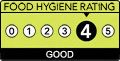 FOOD HYGIENE RATING
0 1 2 3 4 5
GOOD